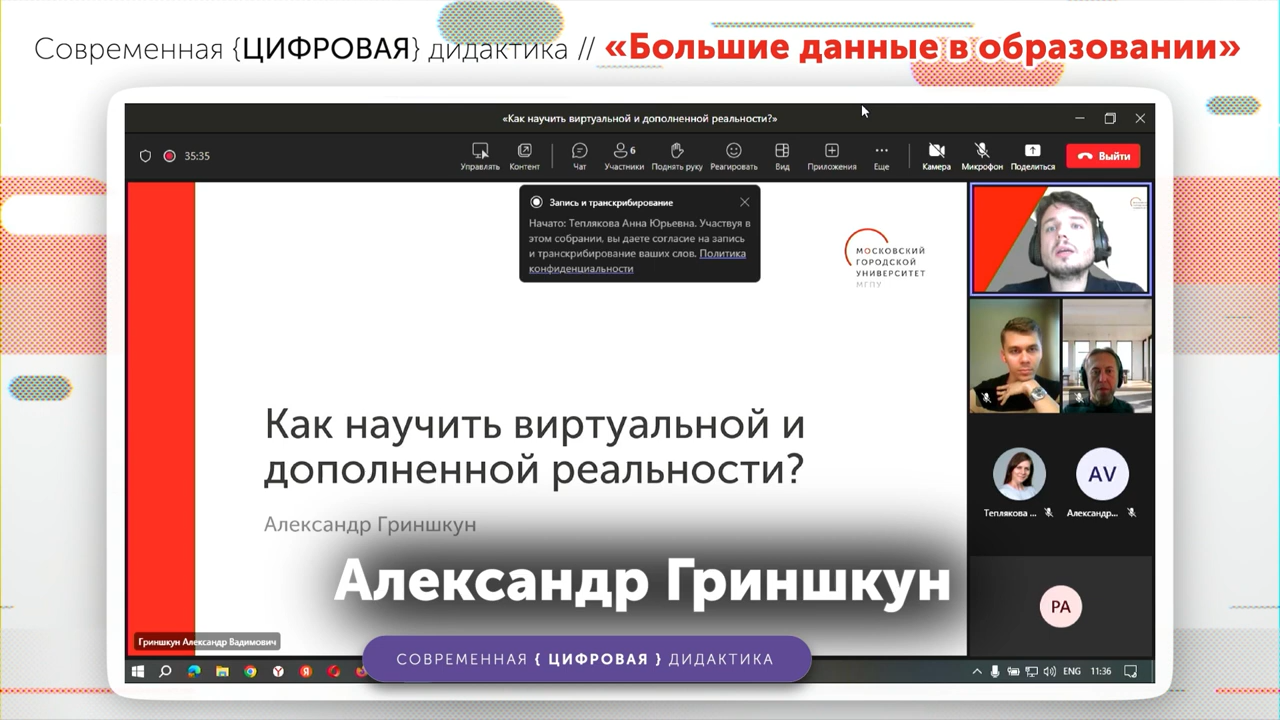 Современная {ЦИФРОВАЯ} дидактика // «Большие данные в образовании»
«Как научить виртуальной и дополненной реальности?»
35:35
Управлять
Контент
Чат
6
Участники
Поднять руку
Реагировать
Вид
Приложения
Еще
Камера
Микрофон
Поделиться
Выйти
Запись и транскрибирование
Начато: Теплякова Анна Юрьевна. Участвуя в
этом собрании, вы даете согласие на запись
и транскрибирование ваших слов. Политика
конфиденциальности
МОСКОВСКИЙ
ГОРОДСКОЙ
УНИВЕРСИТЕТ
МГПУ
Как научить виртуальной и
дополненной реальности?
Александр Гриншкун
AV
Теплякова ...
Александр...
PA
Александр Гриншкун
Гриншкун Александр Вадимович
СОВРЕМЕННАЯ { ЦИФРОВАЯ } ДИДАКТИКА
ENG
11:36